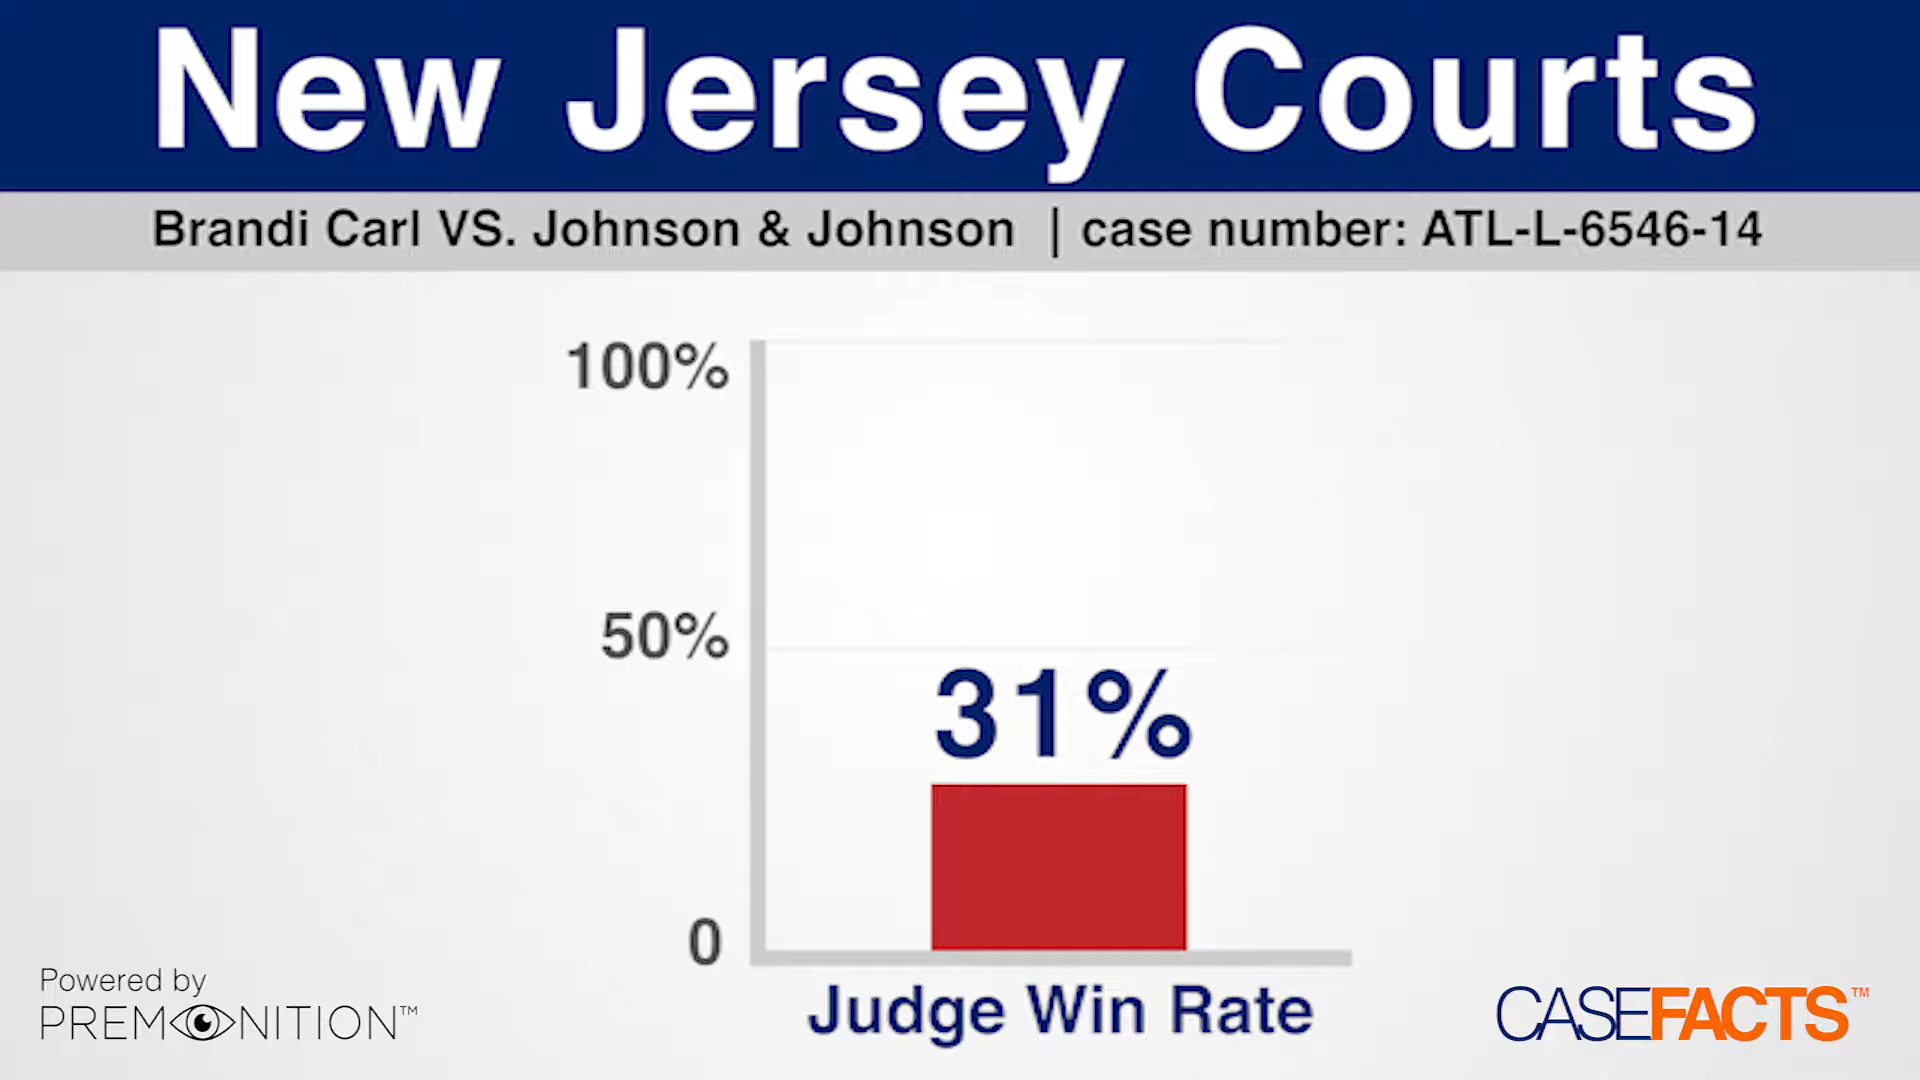 New Jersey Courts
Brandi Carl VS. Johnson & Johnson | case number: ATL-L-6546-14
100%
50%
31%
0
Judge Win Rate
Powered by
PREMONITION™
CASEFACTS™